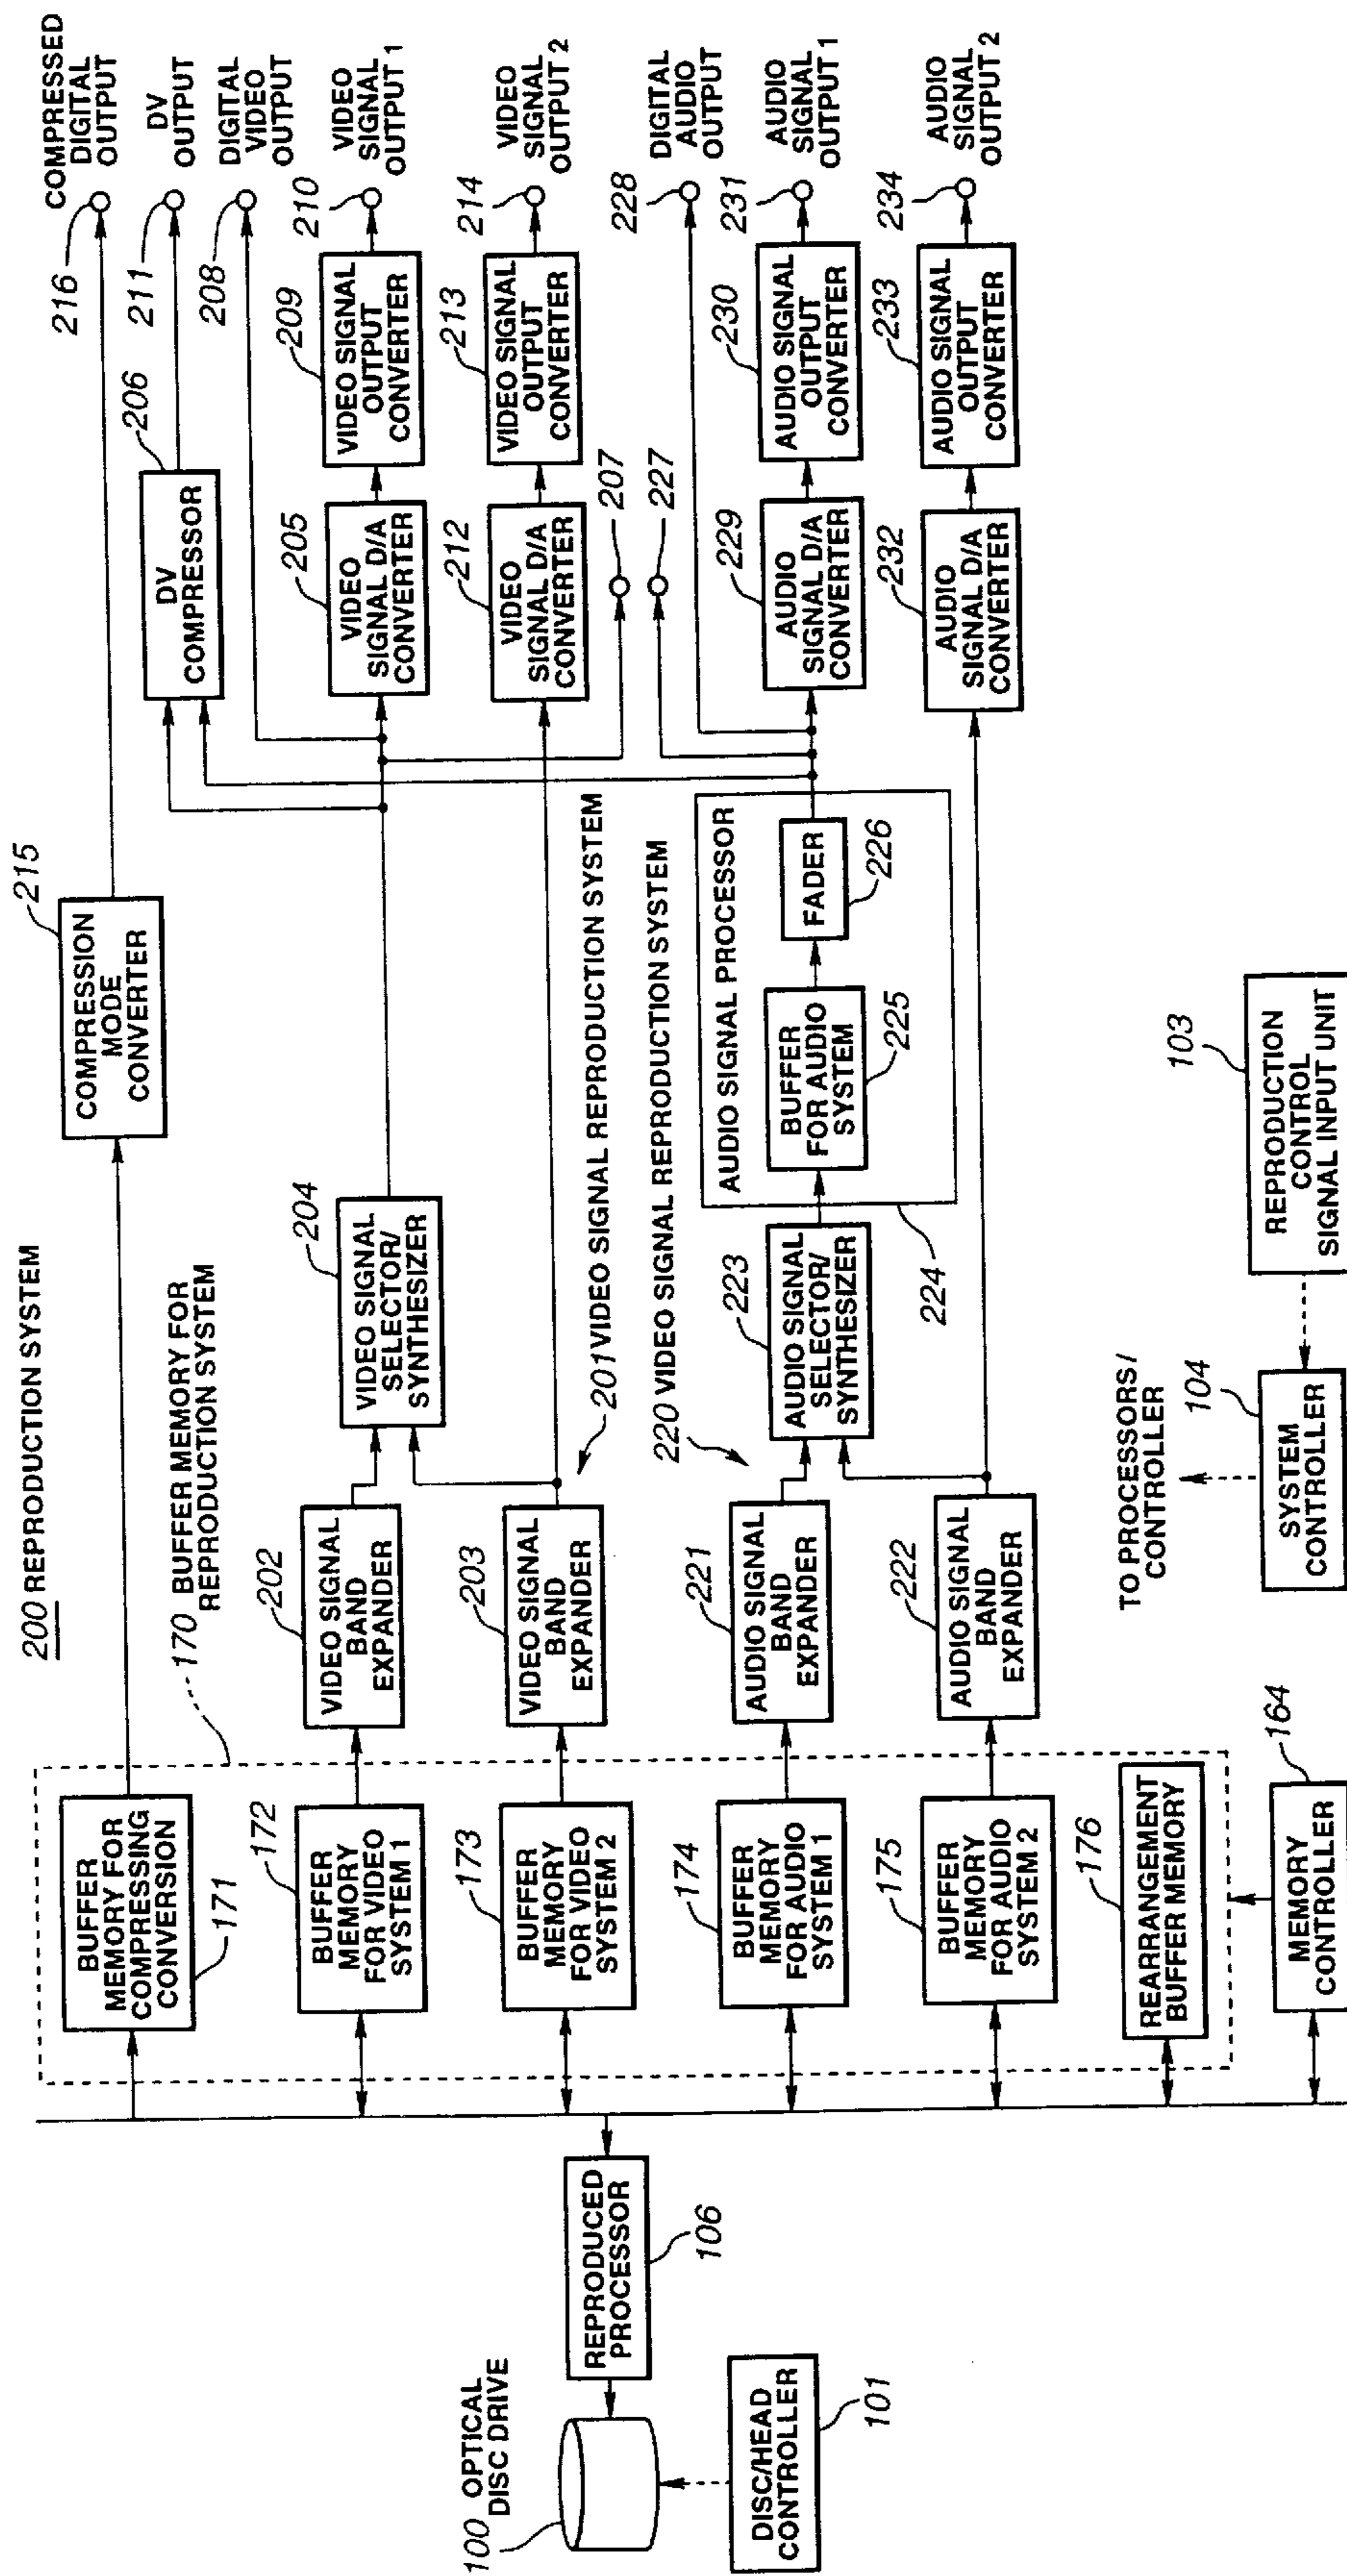 200 REPRODUCTION SYSTEM
170 BUFFER MEMORY FOR
REPRODUCTION SYSTEM
100 OPTICAL
DISC DRIVE
DISC/HEAD
CONTROLLER
101
REPRODUCED
PROCESSOR
106
BUFFER
MEMORY FOR
COMPRESSING
CONVERSION
171
172
BUFFER
MEMORY
FOR VIDEO
SYSTEM 1
173
BUFFER
MEMORY
FOR VIDEO
SYSTEM 2
174
BUFFER
MEMORY
FOR AUDIO
SYSTEM 1
175
BUFFER
MEMORY
FOR AUDIO
SYSTEM 2
176
REARRANGEMENT
BUFFER MEMORY
164
MEMORY
CONTROLLER
202
VIDEO SIGNAL
BAND
EXPANDER
203
VIDEO SIGNAL
BAND
EXPANDER
221
AUDIO SIGNAL
BAND
EXPANDER
222
AUDIO SIGNAL
BAND
EXPANDER
204
VIDEO SIGNAL
SELECTOR/
SYNTHESIZER
201 VIDEO SIGNAL REPRODUCTION SYSTEM
220 VIDEO SIGNAL REPRODUCTION SYSTEM
223
AUDIO SIGNAL
SELECTOR/
SYNTHESIZER
224
AUDIO SIGNAL PROCESSOR
BUFFER
FOR AUDIO
SYSTEM
225
FADER
226
TO PROCESSORS/
CONTROLLER
104
SYSTEM
CONTROLLER
103
REPRODUCTION
CONTROL
SIGNAL INPUT UNIT
215
COMPRESSION
MODE
CONVERTER
206
DV
COMPRESSOR
205
VIDEO
SIGNAL D/A
CONVERTER
212
VIDEO
SIGNAL D/A
CONVERTER
207
227
229
AUDIO
SIGNAL D/A
CONVERTER
232
AUDIO
SIGNAL D/A
CONVERTER
209
VIDEO SIGNAL
OUTPUT
CONVERTER
213
VIDEO SIGNAL
OUTPUT
CONVERTER
230
AUDIO SIGNAL
OUTPUT
CONVERTER
233
AUDIO SIGNAL
OUTPUT
CONVERTER
216
COMPRESSED
DIGITAL
OUTPUT
211
DV
OUTPUT
208
DIGITAL
VIDEO
OUTPUT
210
VIDEO
SIGNAL
OUTPUT 1
214
VIDEO
SIGNAL
OUTPUT 2
228
DIGITAL
AUDIO
OUTPUT
231
AUDIO
SIGNAL
OUTPUT 1
234
AUDIO
SIGNAL
OUTPUT 2